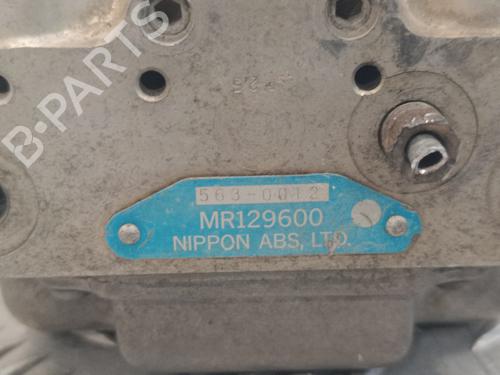 B-PARTS
563-0012
MR129600
NIPPON ABS, LTD.